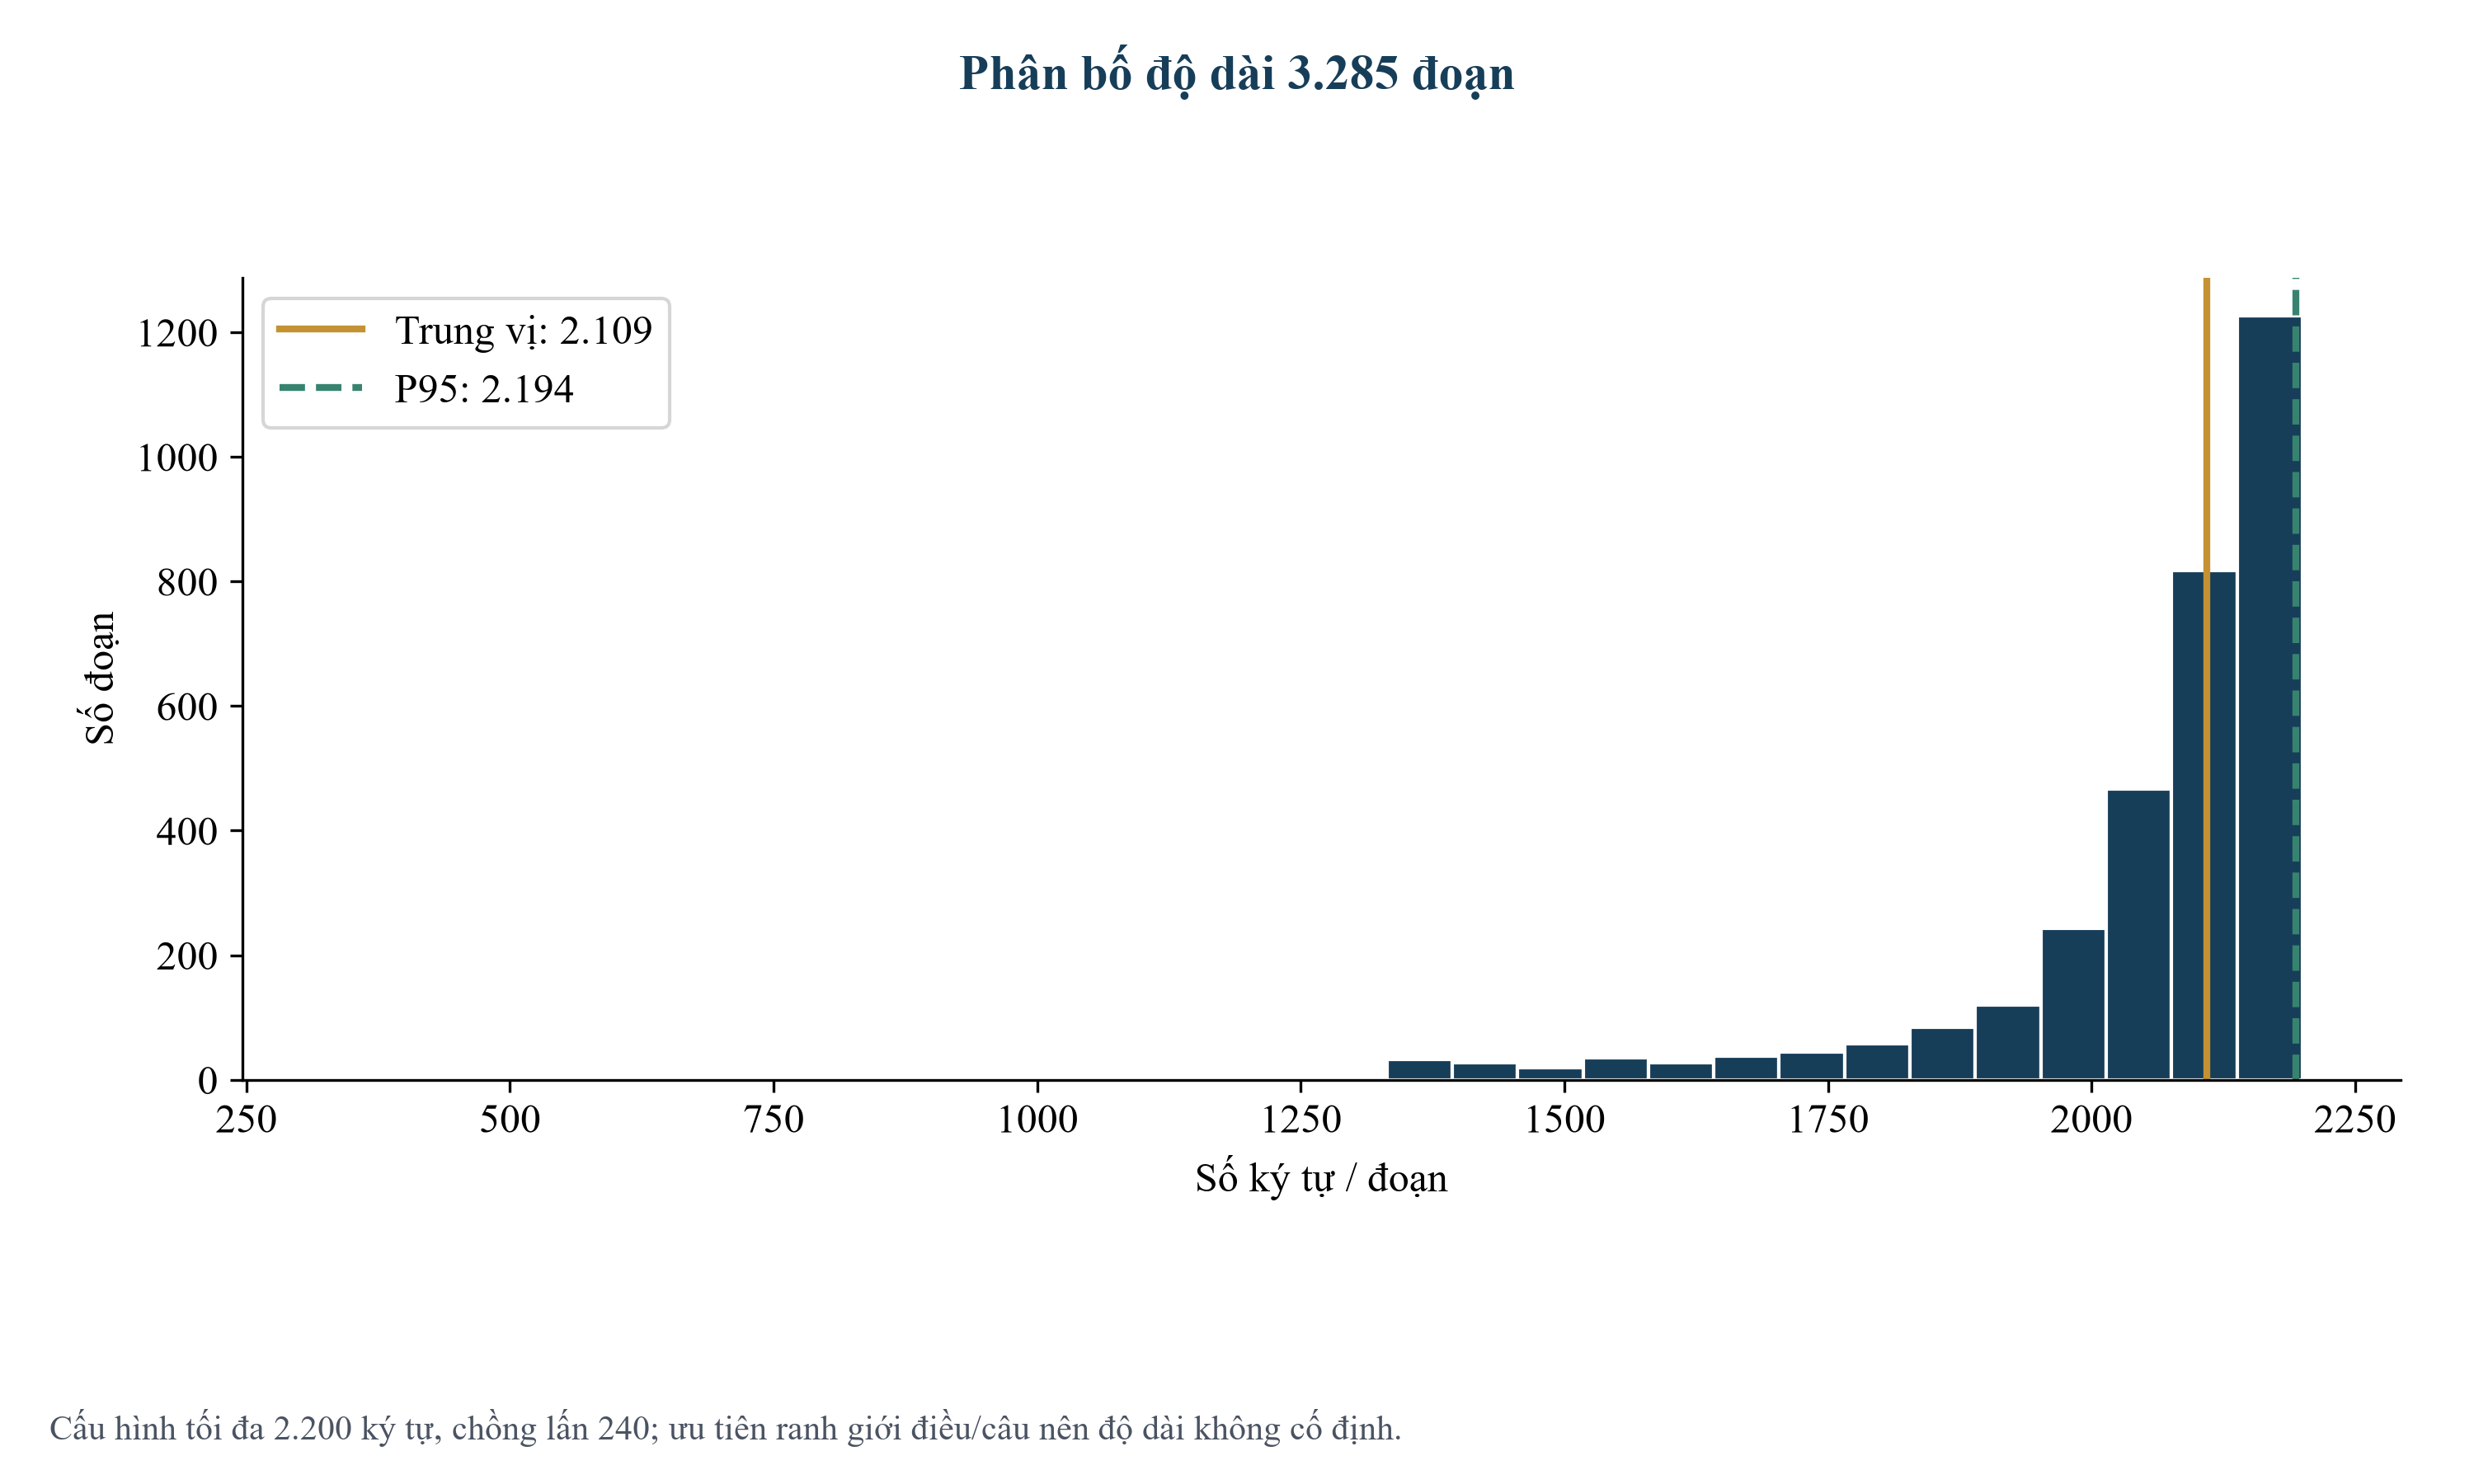 Phân bố độ dài 3.285 đoạn
Trung vị: 2.109
P95: 2.194
Số đoạn
1200
1000
800
600
400
200
0
250 500 750 1000 1250 1500 1750 2000 2250
Số ký tự / đoạn
Cấu hình tối đa 2.200 ký tự, chồng lấn 240; ưu tiên ranh giới điều/câu nên độ dài không cố định.